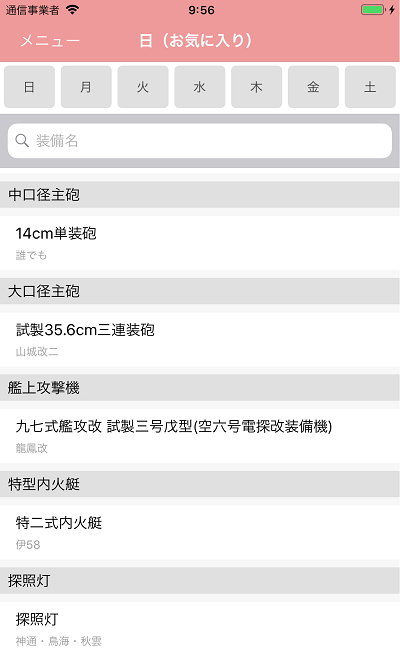 通信事業者 9:56
メニュー 日（お気に入り）
日 月 火 水 木 金 土
装備名
中口径主砲
14cm単装砲
誰でも
大口径主砲
試製35.6cm三連装砲
山城改二
艦上攻撃機
九七式艦攻改 試製三号戊型(空六号電探改装備機)
龍鳳改
特型内火艇
特二式内火艇
伊58
探照灯
探照灯
神通・鳥海・秋雲